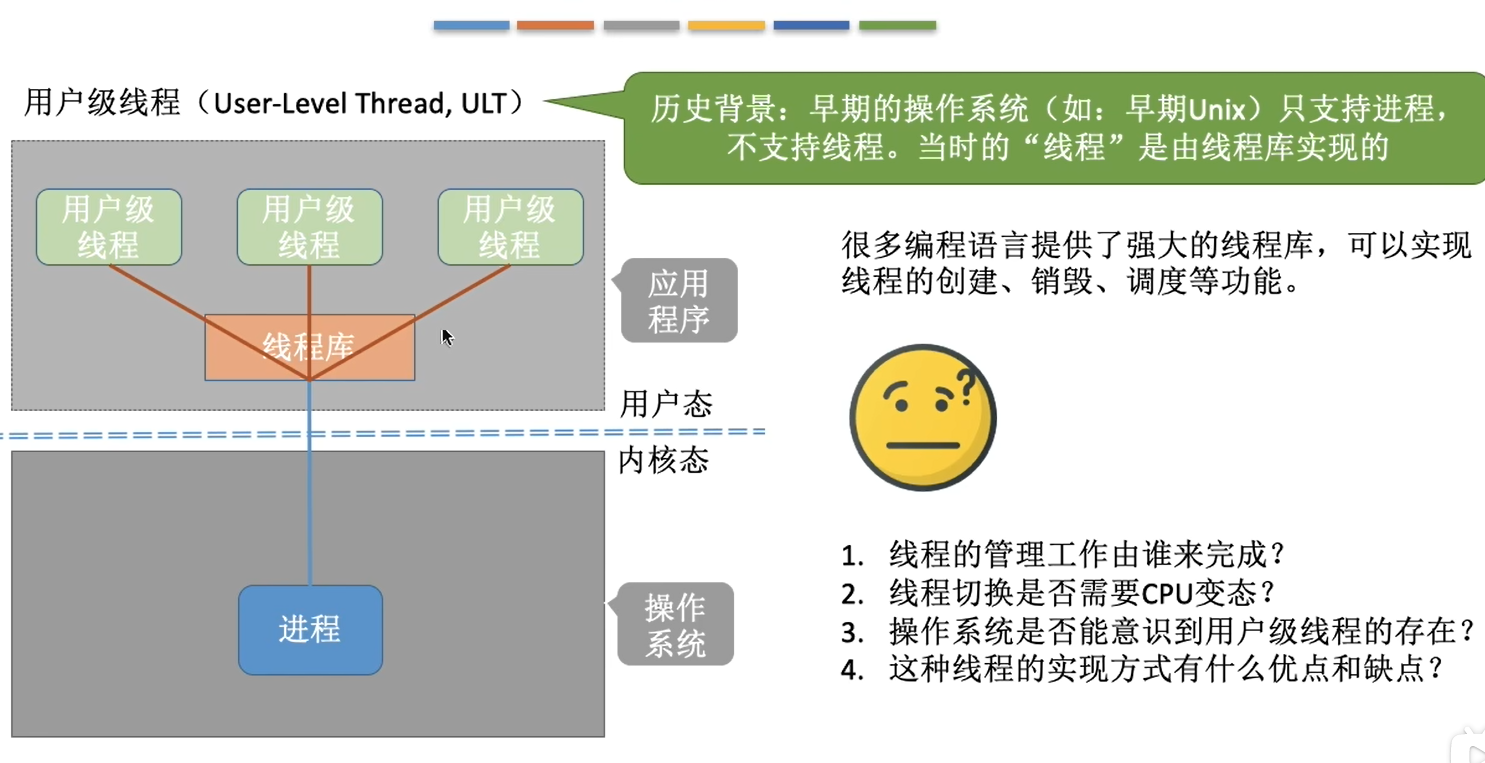 用户级线程（User-Level Thread, ULT）
历史背景：早期的操作系统（如：早期Unix）只支持进程，
不支持线程。当时的“线程”是由线程库实现的
用户级
线程
用户级
线程
用户级
线程
线程库
应用
程序
用户态
内核态
进程
操作
系统
很多编程语言提供了强大的线程库，可以实现
线程的创建、销毁、调度等功能。
?
1. 线程的管理工作由谁来完成？
2. 线程切换是否需要CPU变态？
3. 操作系统是否能意识到用户级线程的存在？
4. 这种线程的实现方式有什么优点和缺点？